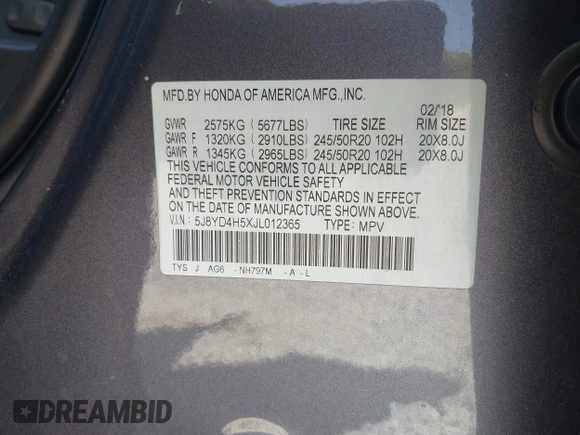 MFD.BY HONDA OF AMERICA MFG.,INC.
02/'18
GVWR 2575KG ( 5677LBS) TIRE SIZE RIM SIZE
GAWR F 1320KG ( 2910LBS) 245/50R20 102H 20X8.0J
GAWR R 1345KG ( 2965LBS) 245/50R20 102H 20X8.0J
THIS VEHICLE CONFORMS TO ALL APPLICABLE
FEDERAL MOTOR VEHICLE SAFETY
AND THEFT PREVENTION STANDARDS IN EFFECT
ON THE DATE OF MANUFACTURE SHOWN ABOVE.
V.I.N: 5J8YD4H5XJL012365 TYPE: MPV
TYS J AG6 - NH797M - A - L
DREAMBID